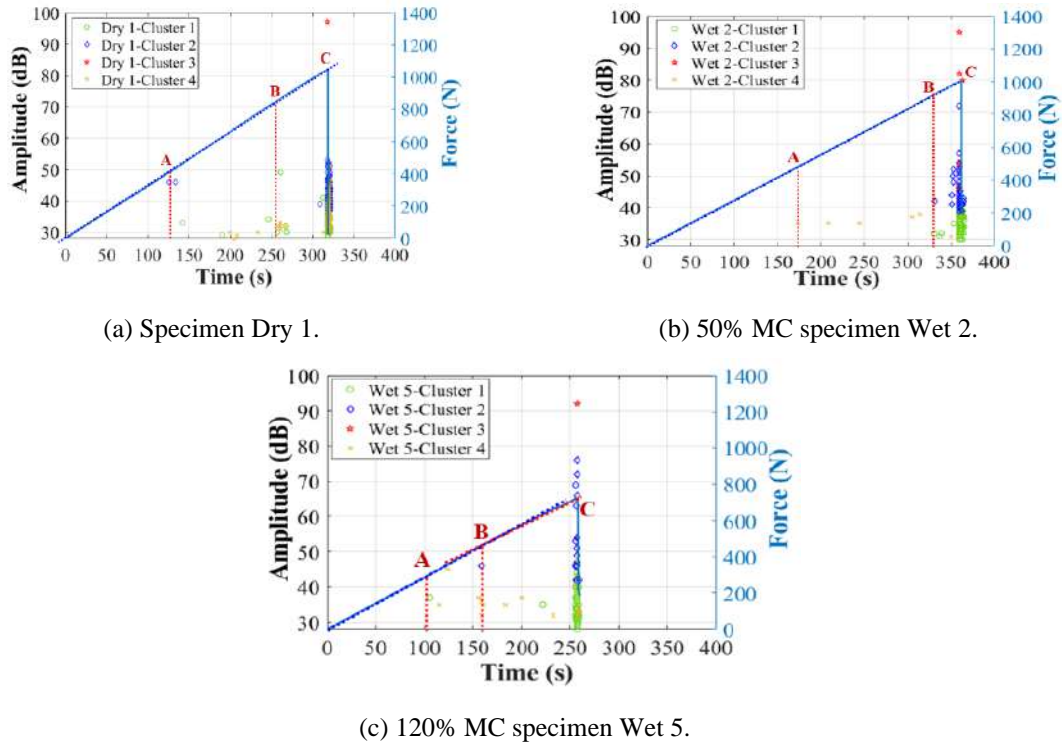 Dry 1-Cluster 1
Dry 1-Cluster 2
Dry 1-Cluster 3
Dry 1-Cluster 4
A
B
C
100
90
80
70
60
50
40
30
Amplitude (dB)
1400
1200
1000
800
600
400
200
0
Force (N)
0 50 100 150 200 250 300 350 400
Time (s)
(a) Specimen Dry 1.
Wet 2-Cluster 1
Wet 2-Cluster 2
Wet 2-Cluster 3
Wet 2-Cluster 4
A
B
C
100
90
80
70
60
50
40
30
Amplitude (dB)
1400
1200
1000
800
600
400
200
0
Force (N)
0 50 100 150 200 250 300 350 400
Time (s)
(b) 50% MC specimen Wet 2.
Wet 5-Cluster 1
Wet 5-Cluster 2
Wet 5-Cluster 3
Wet 5-Cluster 4
A
B
C
100
90
80
70
60
50
40
30
Amplitude (dB)
1400
1200
1000
800
600
400
200
0
Force (N)
0 50 100 150 200 250 300 350 400
Time (s)
(c) 120% MC specimen Wet 5.